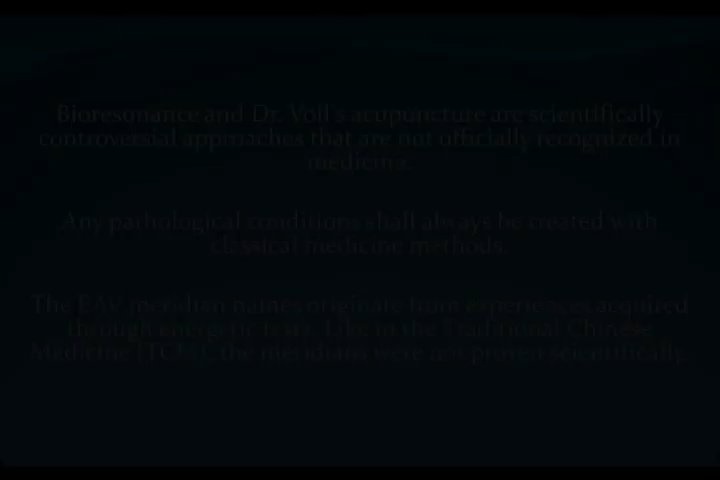 Bioresonance and Dr. Voll's acupuncture are scientifically
controversial approaches that are not officially recognized in
medicine.
Any pathological conditions shall always be created with
classical medicine methods.
The EAV meridian names originate from experiences acquired
through energetic tests. Like in the Traditional Chinese
Medicine (TCM), the meridians were not proven scientifically.